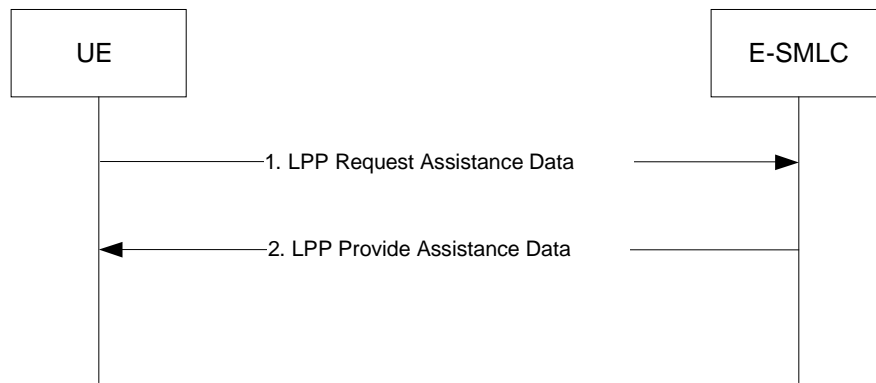 UE
E-SMLC
1. LPP Request Assistance Data
2. LPP Provide Assistance Data